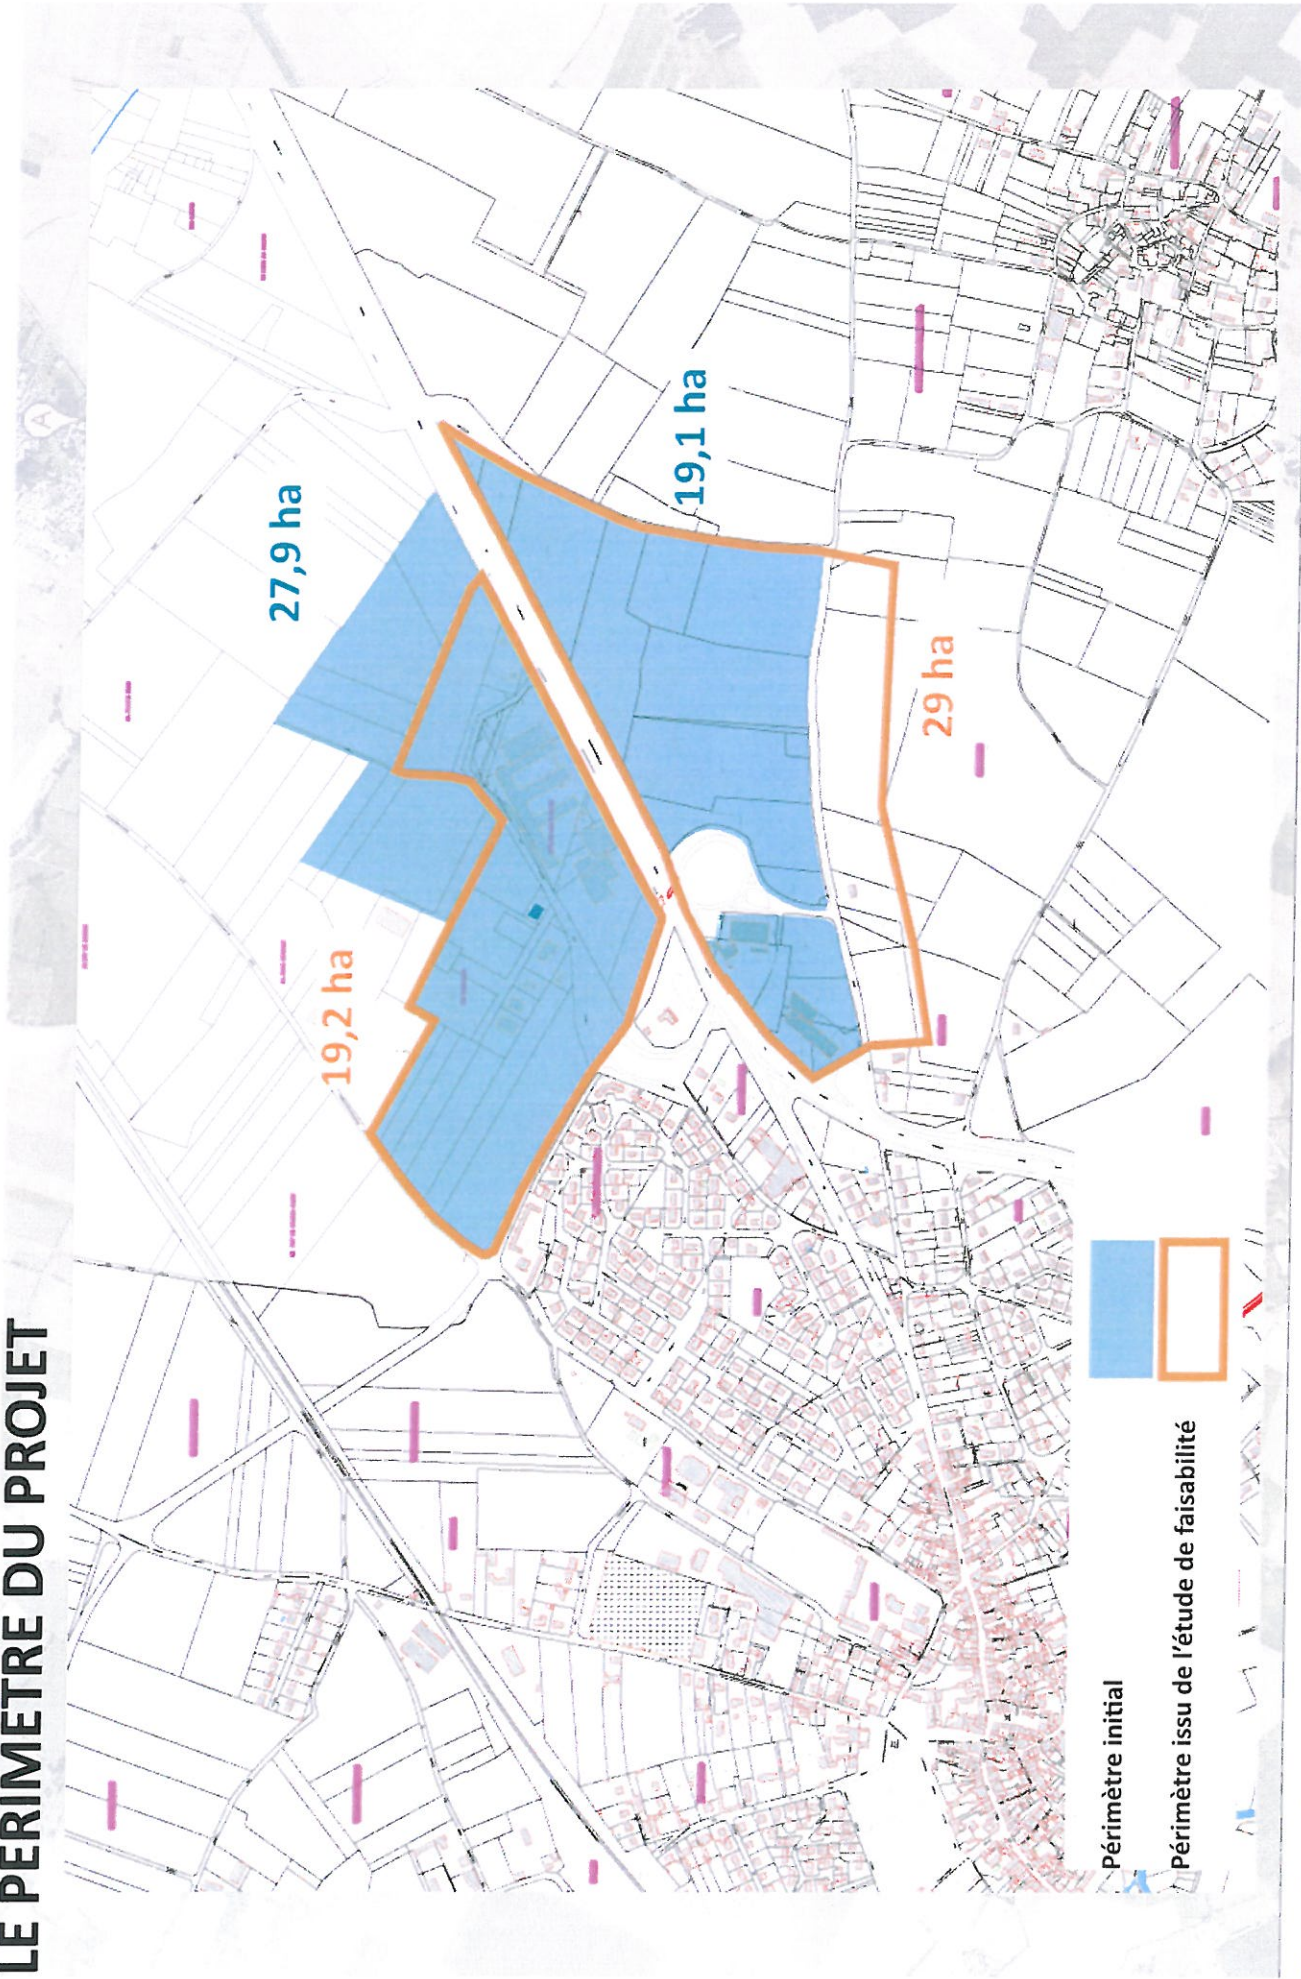 LE PERIMETRE DU PROJET
27,9 ha
19,2 ha
19,1 ha
29 ha
Périmètre initial
Périmètre issu de l'étude de faisabilité